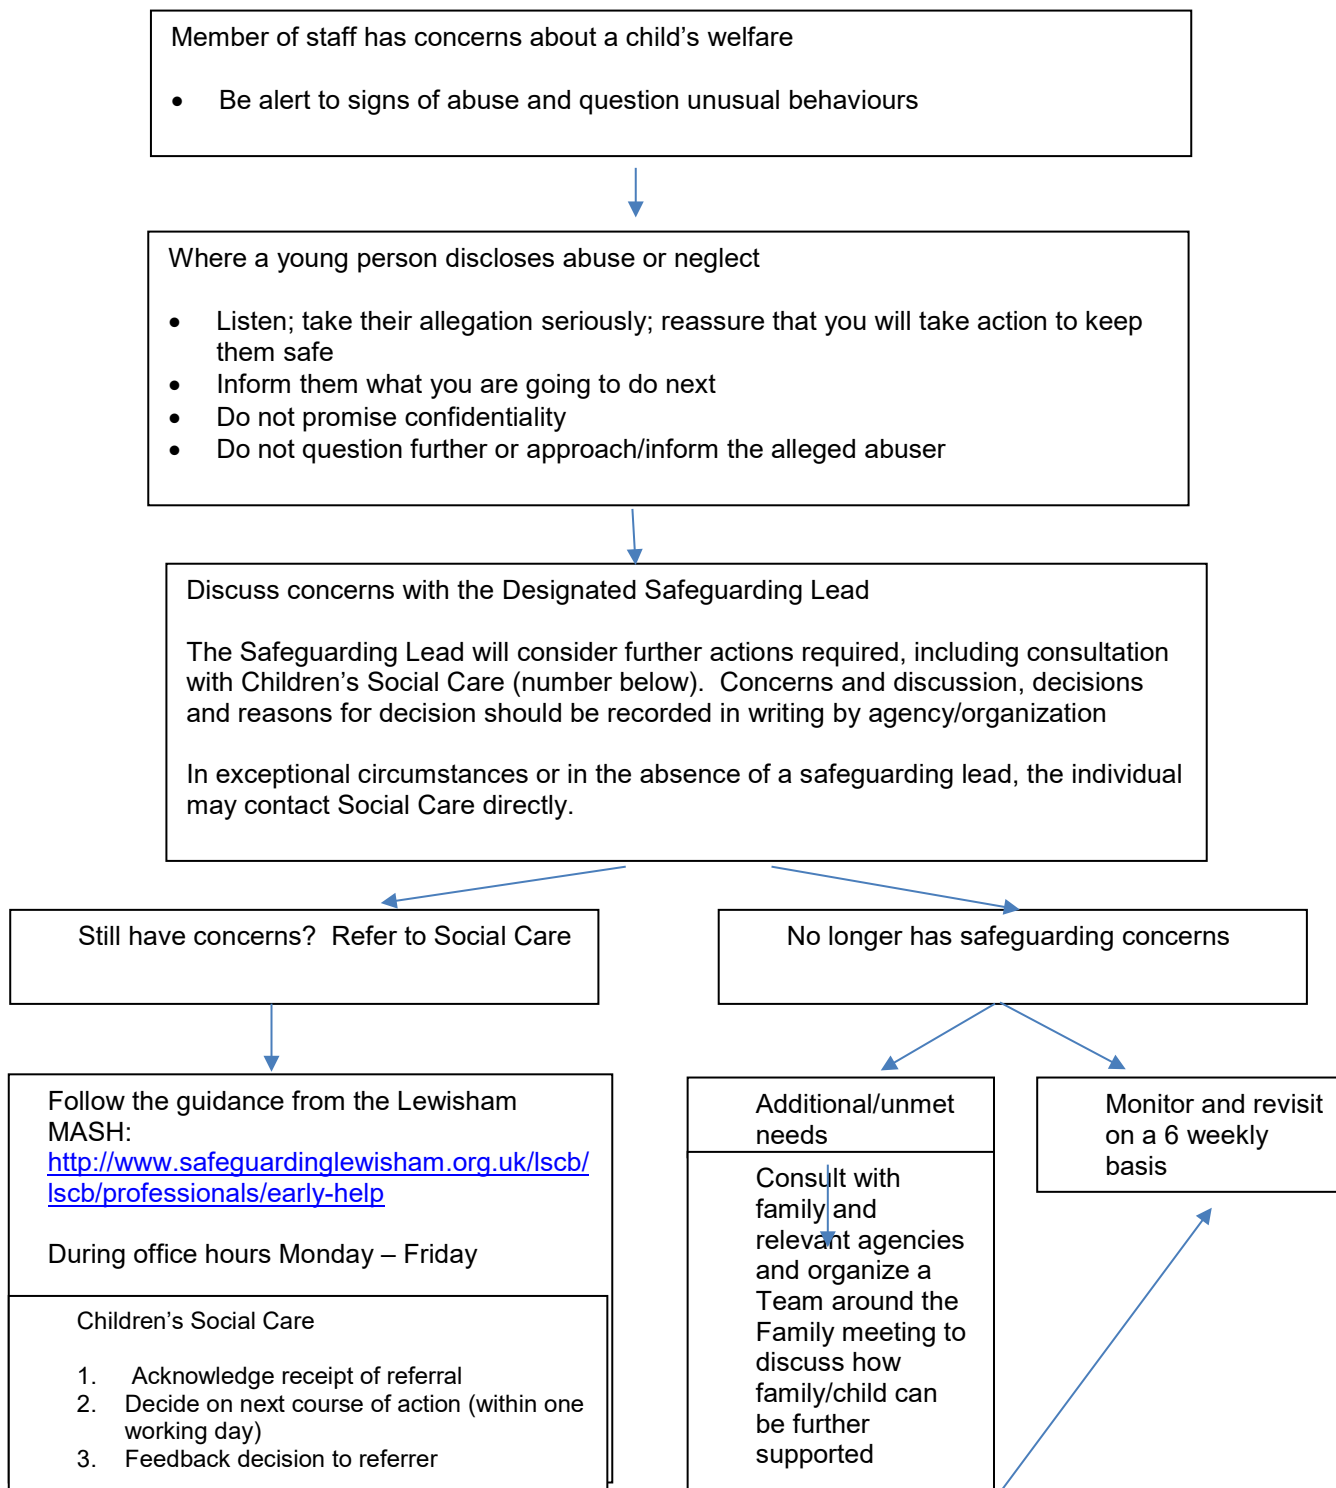 Member of staff has concerns about a child’s welfare
• Be alert to signs of abuse and question unusual behaviours
Where a young person discloses abuse or neglect
• Listen; take their allegation seriously; reassure that you will take action to keep
them safe
• Inform them what you are going to do next
• Do not promise confidentiality
• Do not question further or approach/inform the alleged abuser
Discuss concerns with the Designated Safeguarding Lead
The Safeguarding Lead will consider further actions required, including consultation
with Children’s Social Care (number below).  Concerns and discussion, decisions
and reasons for decision should be recorded in writing by agency/organization
In exceptional circumstances or in the absence of a safeguarding lead, the individual
may contact Social Care directly.
Still have concerns?  Refer to Social Care
No longer has safeguarding concerns
Follow the guidance from the Lewisham
MASH:
http://www.safeguardinglewisham.org.uk/lscb/
lscb/professionals/early-help
During office hours Monday – Friday
Children’s Social Care
1. Acknowledge receipt of referral
2. Decide on next course of action (within one
working day)
3. Feedback decision to referrer
Additional/unmet
needs
Consult with
family and
relevant agencies
and organize a
Team around the
Family meeting to
discuss how
family/child can
be further
supported
Monitor and revisit
on a 6 weekly
basis